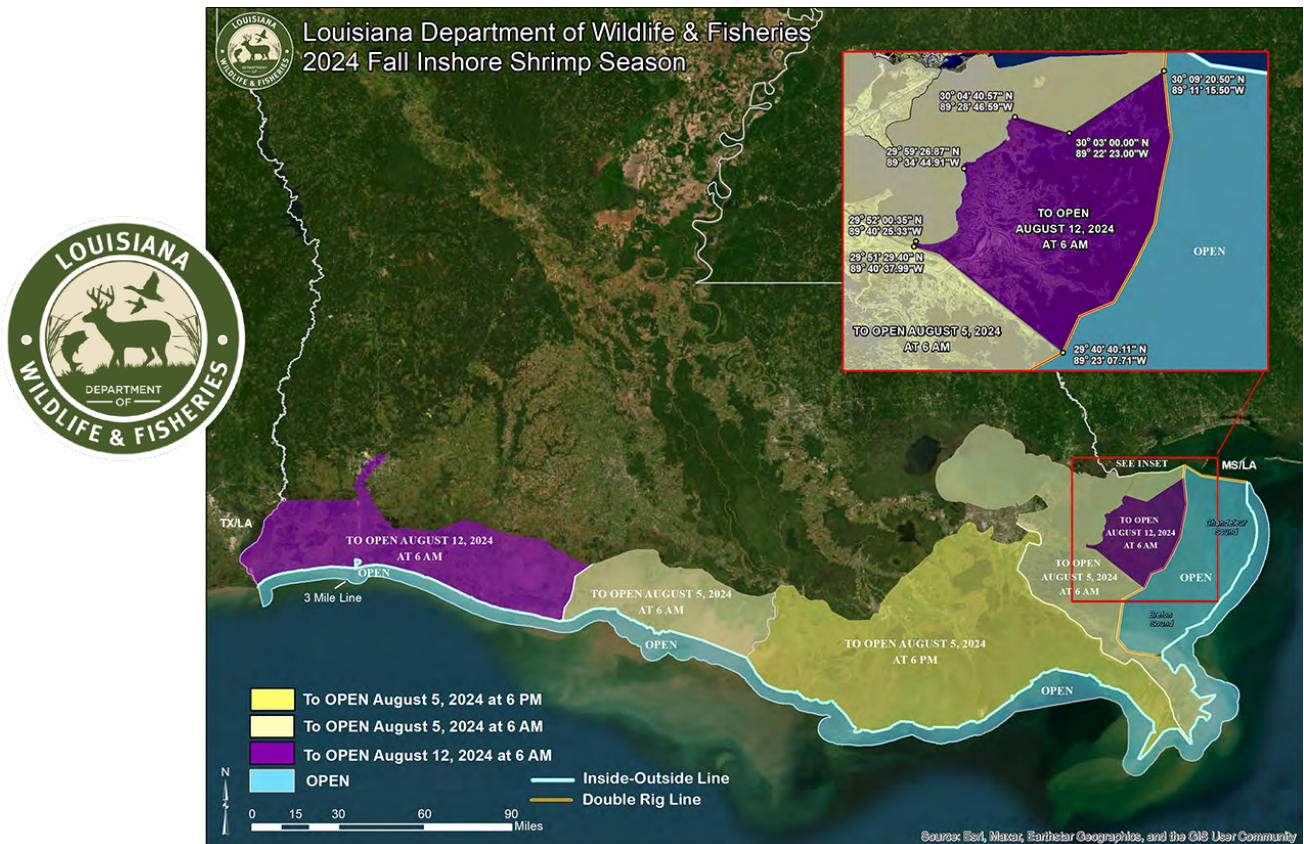 LOUISIANA
DEPARTMENT
OF
WILDLIFE & FISHERIES
LOUISIANA
WILDLIFE & FISHERIES
Louisiana Department of Wildlife & Fisheries
2024 Fall Inshore Shrimp Season
30° 09' 20.50" N
89° 11' 15.50"W
30° 04' 40.57" N
89° 28' 46.59"W
30° 03' 00.00" N
89° 22' 23.00"W
29° 59' 26.87" N
89° 34' 44.91"W
29° 52' 00.35" N
89° 40' 25.33"W
29° 51' 29.40" N
89° 40' 37.99"W
TO OPEN
AUGUST 12, 2024
AT 6 AM
OPEN
TO OPEN AUGUST 5, 2024
AT 6 AM
29° 40' 40.11" N
89° 23' 07.71"W
SEE INSET
MS/LA
TX/LA
TO OPEN AUGUST 12, 2024
AT 6 AM
OPEN
3 Mile Line
TO OPEN AUGUST 5, 2024
AT 6 AM
OPEN
TO OPEN AUGUST 5, 2024
AT 6 PM
OPEN
TO OPEN
AUGUST 12, 2024
AT 6 AM
Chandeleur
Sound
TO OPEN
AUGUST 5, 2024
AT 6 AM
OPEN
Breton
Sound
To OPEN August 5, 2024 at 6 PM
To OPEN August 5, 2024 at 6 AM
To OPEN August 12, 2024 at 6 AM
OPEN
Inside-Outside Line
Double Rig Line
N
0 15 30 60 90
Miles
Source: Esri, Maxar, Earthstar Geographics, and the GIS User Community